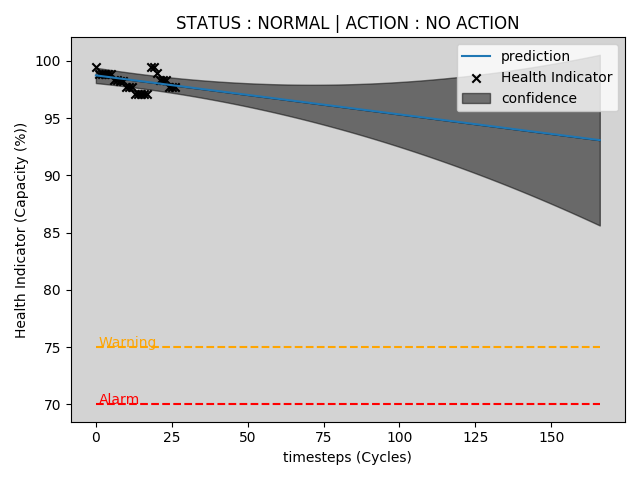 STATUS : NORMAL | ACTION : NO ACTION
prediction
Health Indicator
confidence
Health Indicator (Capacity (%))
100
95
90
85
80
75
70
Warning
Alarm
0
25
50
75
100
125
150
timesteps (Cycles)